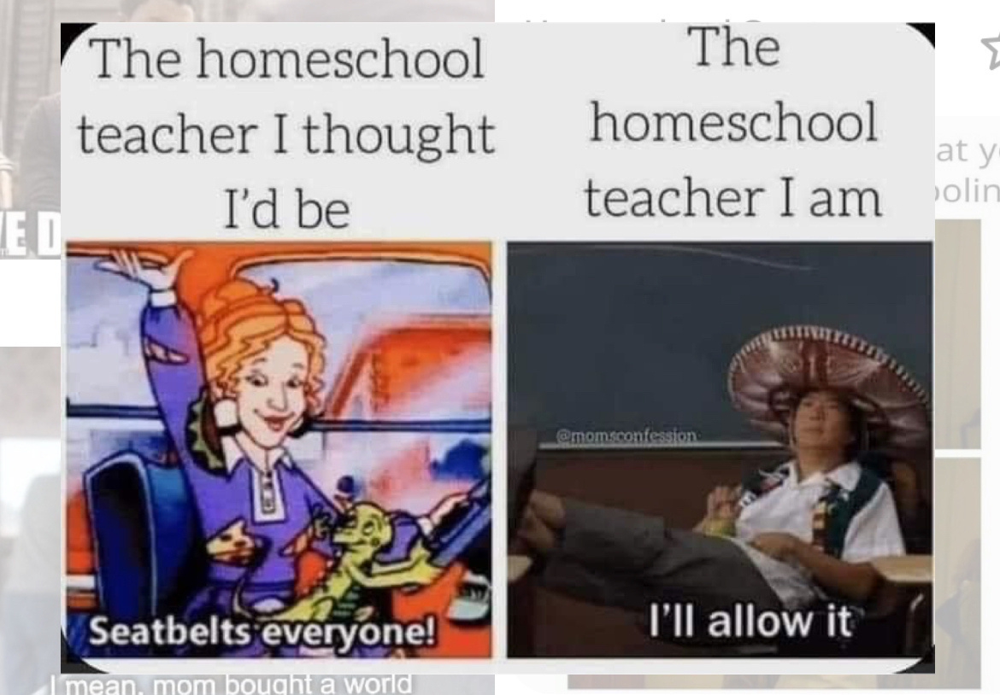 The homeschool
teacher I thought
I'd be
Seatbelts everyone!
The
homeschool
teacher I am
@momsconfession
I'll allow it
I mean, mom bought a world